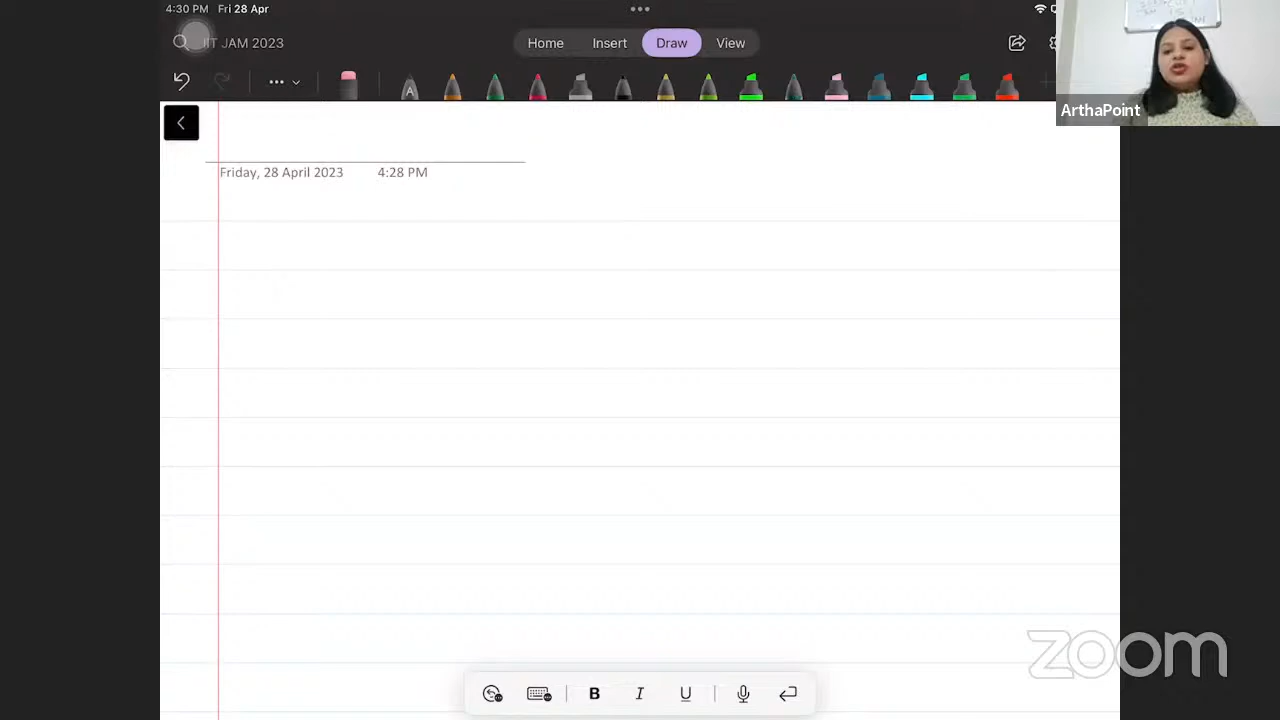 4:30 PM Fri 28 Apr
IIT JAM 2023
Home Insert Draw View
A
ArthaPoint
Friday, 28 April 2023 4:28 PM
B I U
zoom